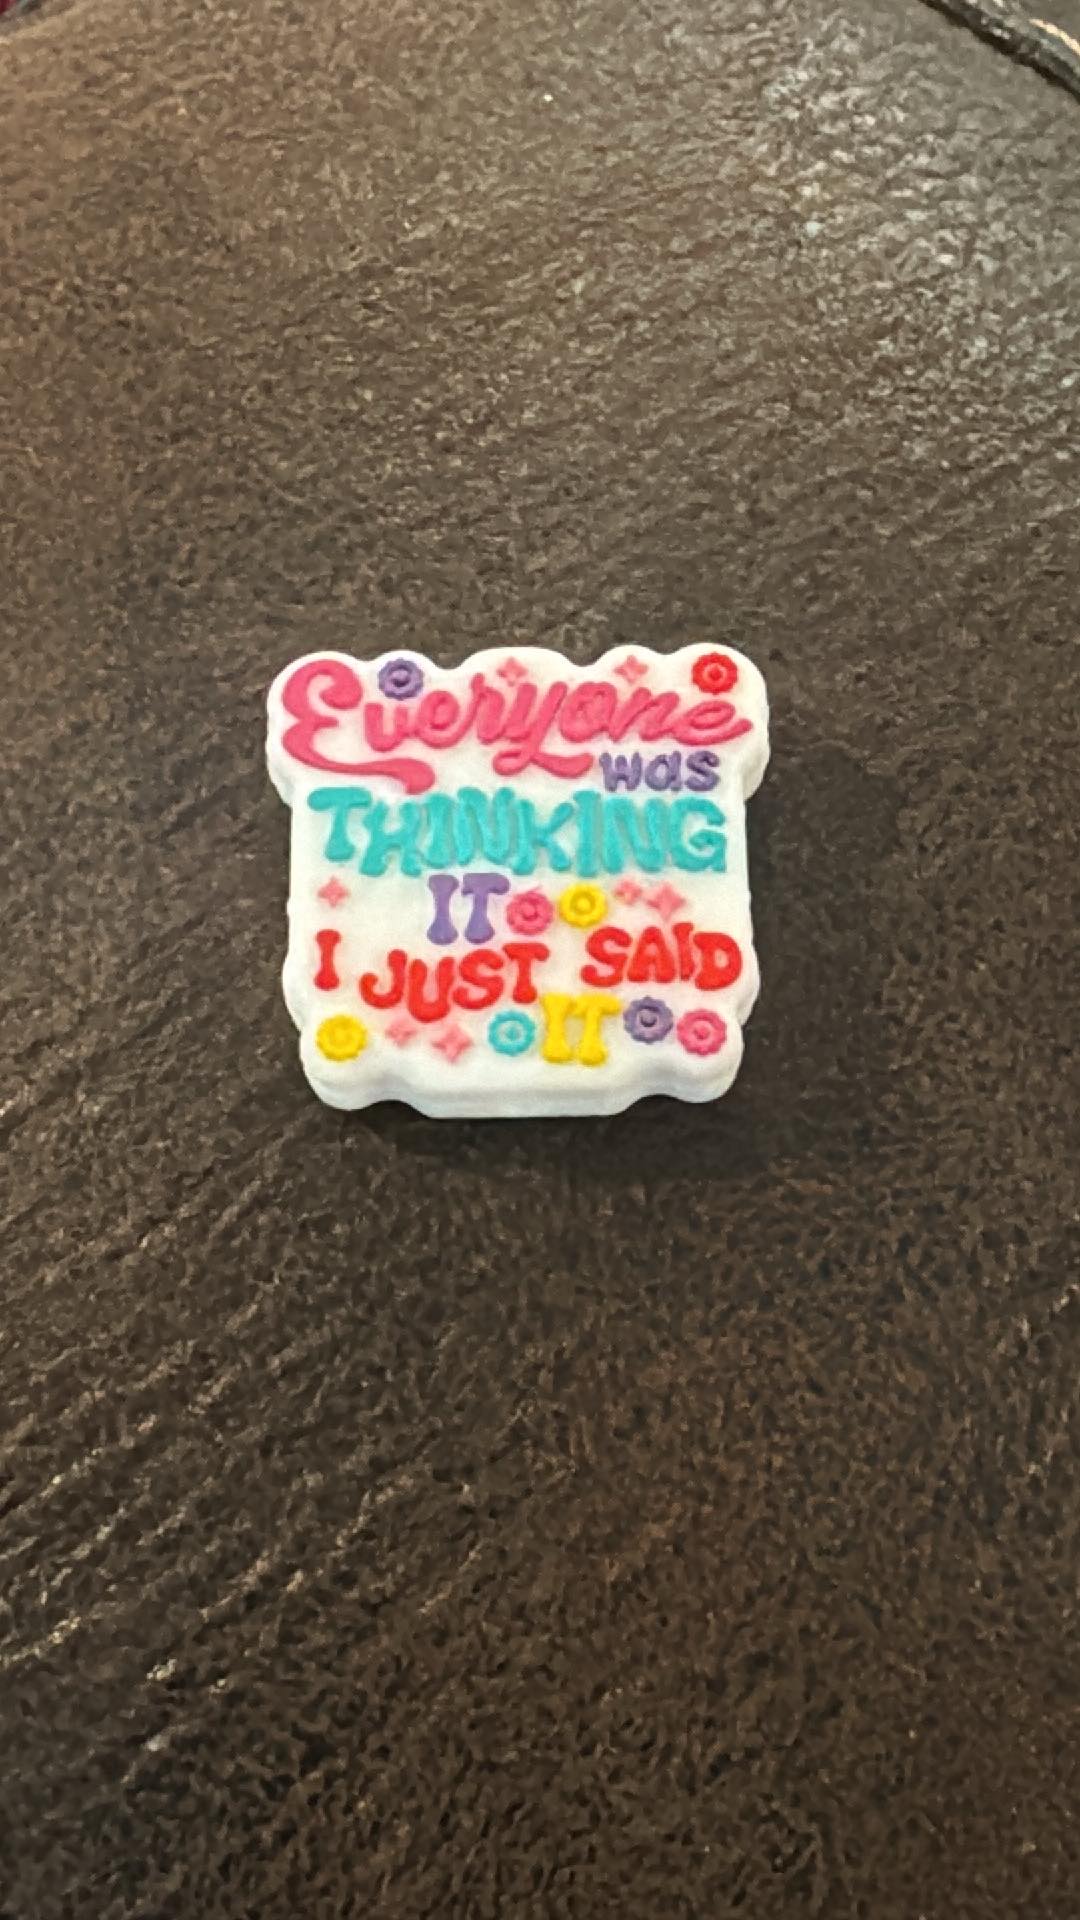 Everyone
was
THINKING
IT
I JUST SAID
IT